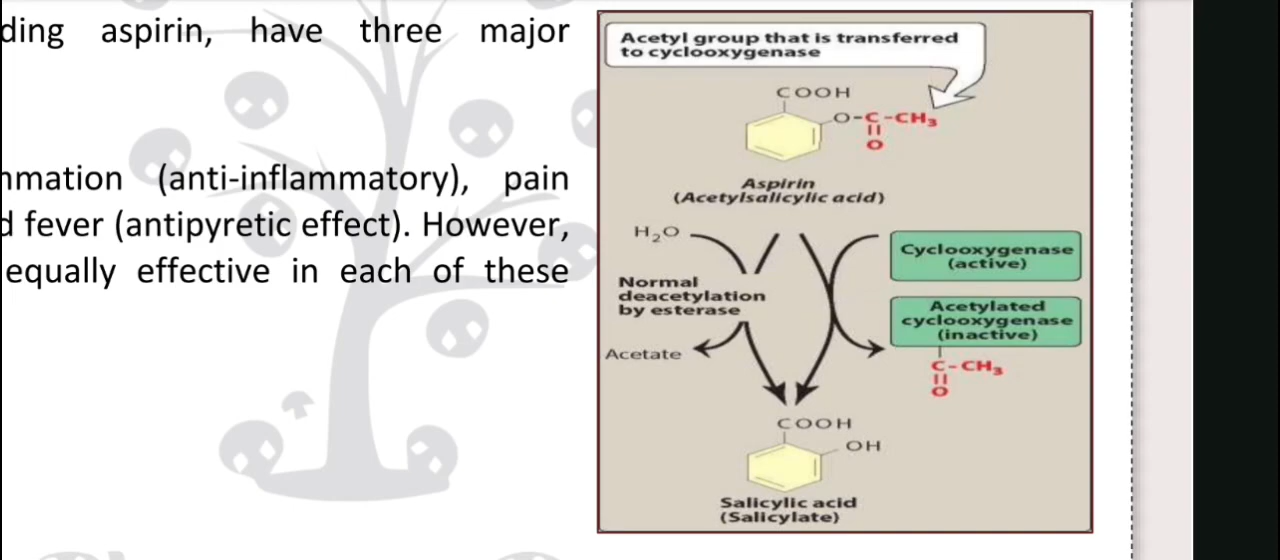 ding aspirin, have three major
mmation (anti-inflammatory), pain
d fever (antipyretic effect). However,
equally effective in each of these
Acetyl group that is transferred
to cyclooxygenase
COOH
O-C-CH₃
O
Aspirin
(Acetylsalicylic acid)
H₂O
Normal
deacetylation
by esterase
Acetate
Cyclooxygenase
(active)
Acetylated
cyclooxygenase
(inactive)
C-CH₃
O
COOH
OH
Salicylic acid
(Salicylate)